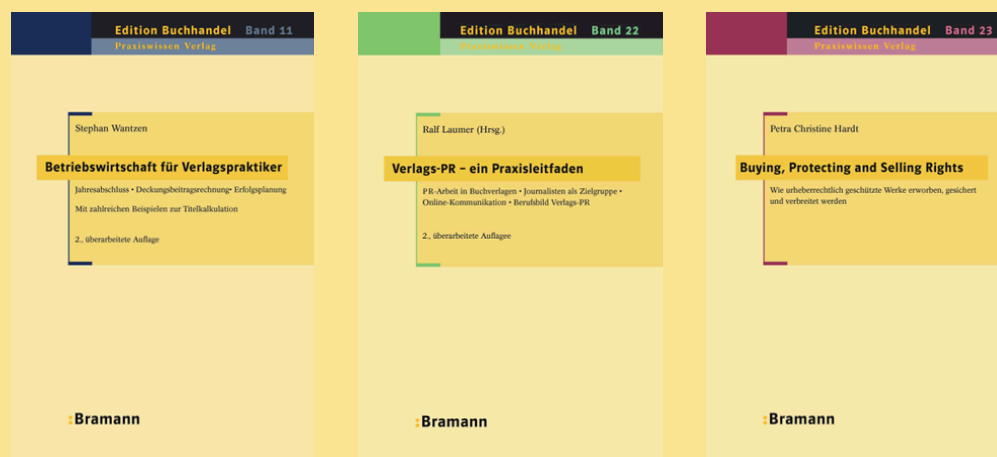 Edition Buchhandel Band 11
Praxiswissen Verlag
Stephan Wantzen
Betriebswirtschaft für Verlagspraktiker
Jahresabschluss • Deckungsbeitragsrechnung• Erfolgsplanung
Mit zahlreichen Beispielen zur Titelkalkulation
2., überarbeitete Auflage
:Bramann
Edition Buchhandel Band 22
Praxiswissen Verlag
Ralf Laumer (Hrsg.)
Verlags-PR – ein Praxisleitfaden
PR-Arbeit in Buchverlagen • Journalisten als Zielgruppe •
Online-Kommunikation • Berufsbild Verlags-PR
2., überarbeitete Auflagee
:Bramann
Edition Buchhandel Band 23
Praxiswissen Verlag
Petra Christine Hardt
Buying, Protecting and Selling Rights
Wie urheberrechtlich geschützte Werke erworben, gesichert
und verbreitet werden
:Bramann